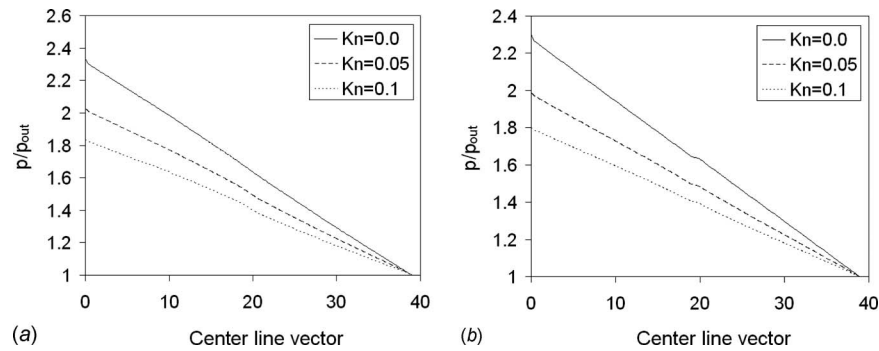 2.6
2.4
2.2
2
1.8
1.6
1.4
1.2
1
p/pout
Kn=0.0
Kn=0.05
Kn=0.1
0 10 20 30 40
(a) Center line vector
2.4
2.2
2
1.8
1.6
1.4
1.2
1
p/pout
Kn=0.0
Kn=0.05
Kn=0.1
0 10 20 30 40
(b) Center line vector